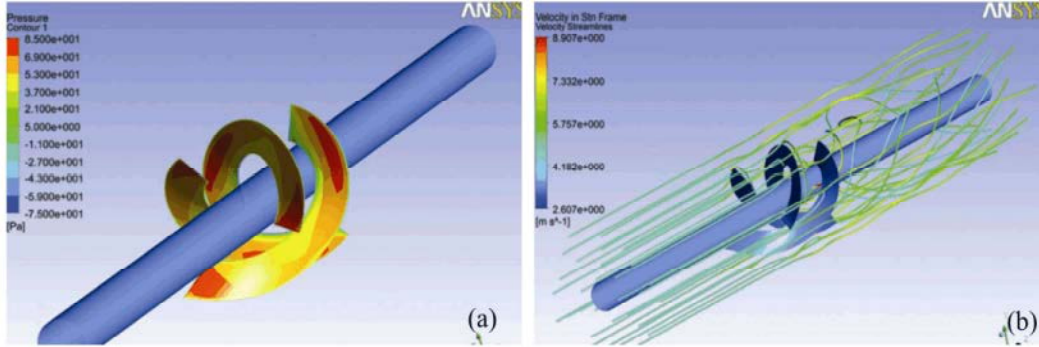 Pressure
Contour 1
8.500e+001
6.900e+001
5.300e+001
3.700e+001
2.100e+001
5.000e+000
-1.100e+001
-2.700e+001
-4.300e+001
-5.900e+001
-7.500e+001
[Pa]
ANSYS
(a)
Velocity in Stn Frame
Velocity Streamlines
8.907e+000
7.332e+000
5.757e+000
4.182e+000
2.607e+000
[m s^-1]
ANSYS
(b)